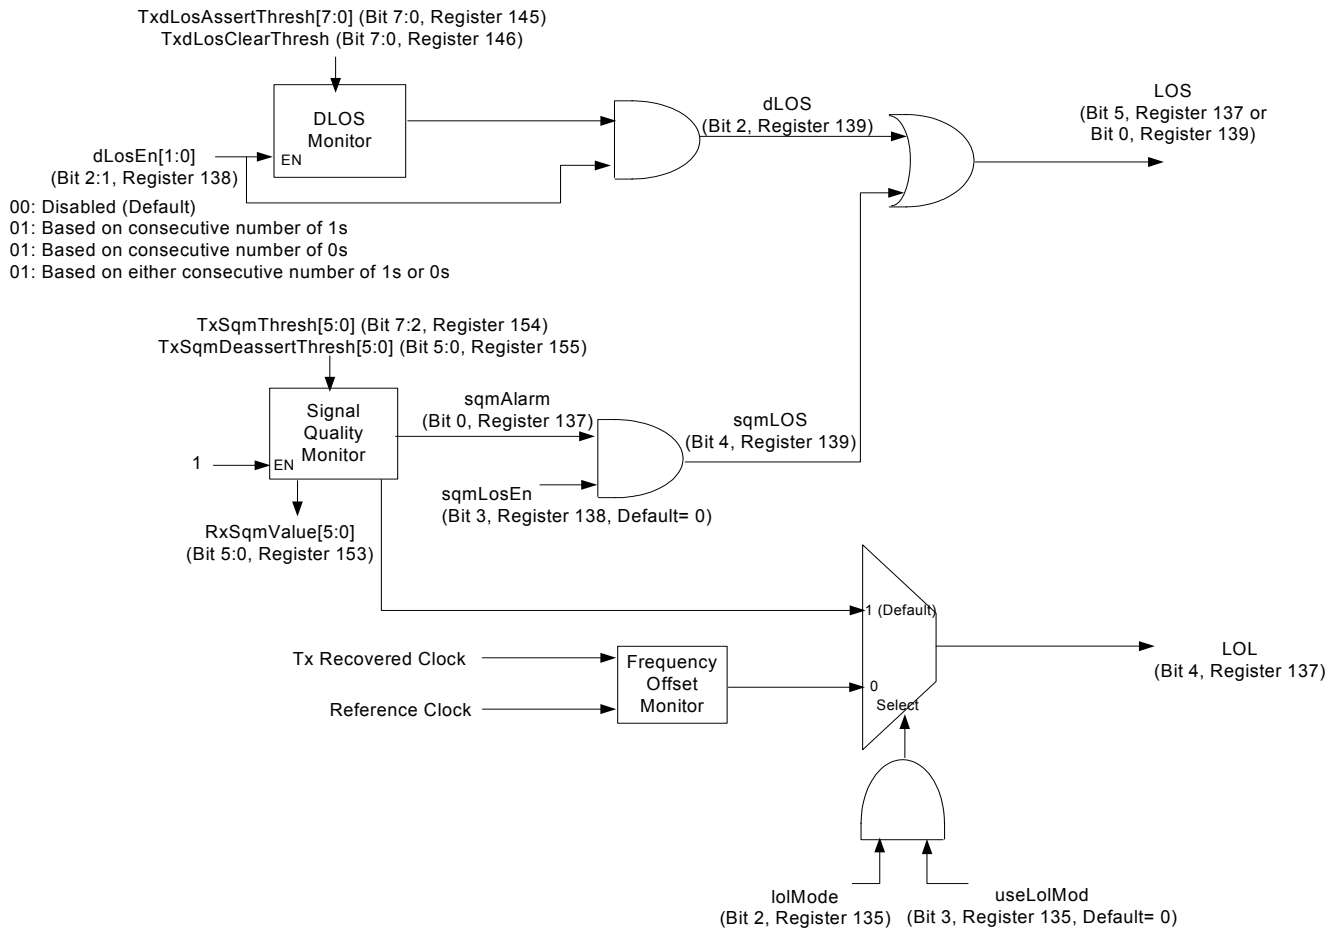 TxdLosAssertThresh[7:0] (Bit 7:0, Register 145)
TxdLosClearThresh (Bit 7:0, Register 146)
DLOS
Monitor
EN
dLosEn[1:0]
(Bit 2:1, Register 138)
00: Disabled (Default)
01: Based on consecutive number of 1s
01: Based on consecutive number of 0s
01: Based on either consecutive number of 1s or 0s
dLOS
(Bit 2, Register 139)
LOS
(Bit 5, Register 137 or
Bit 0, Register 139)
TxSqmThresh[5:0] (Bit 7:2, Register 154)
TxSqmDeassertThresh[5:0] (Bit 5:0, Register 155)
Signal
Quality
Monitor
EN
1
sqmAlarm
(Bit 0, Register 137)
sqmLOS
(Bit 4, Register 139)
sqmLosEn
(Bit 3, Register 138, Default= 0)
RxSqmValue[5:0]
(Bit 5:0, Register 153)
1 (Default)
0
Select
Tx Recovered Clock
Reference Clock
Frequency
Offset
Monitor
LOL
(Bit 4, Register 137)
lolMode
(Bit 2, Register 135)
useLolMod
(Bit 3, Register 135, Default= 0)